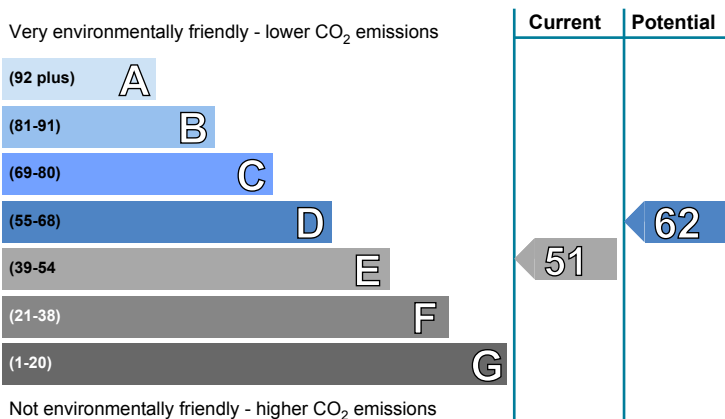 Current Potential
Very environmentally friendly - lower CO2 emissions
(92 plus) A
(81-91) B
(69-80) C
(55-68) D
62
(39-54 E
51
(21-38) F
(1-20) G
Not environmentally friendly - higher CO2 emissions